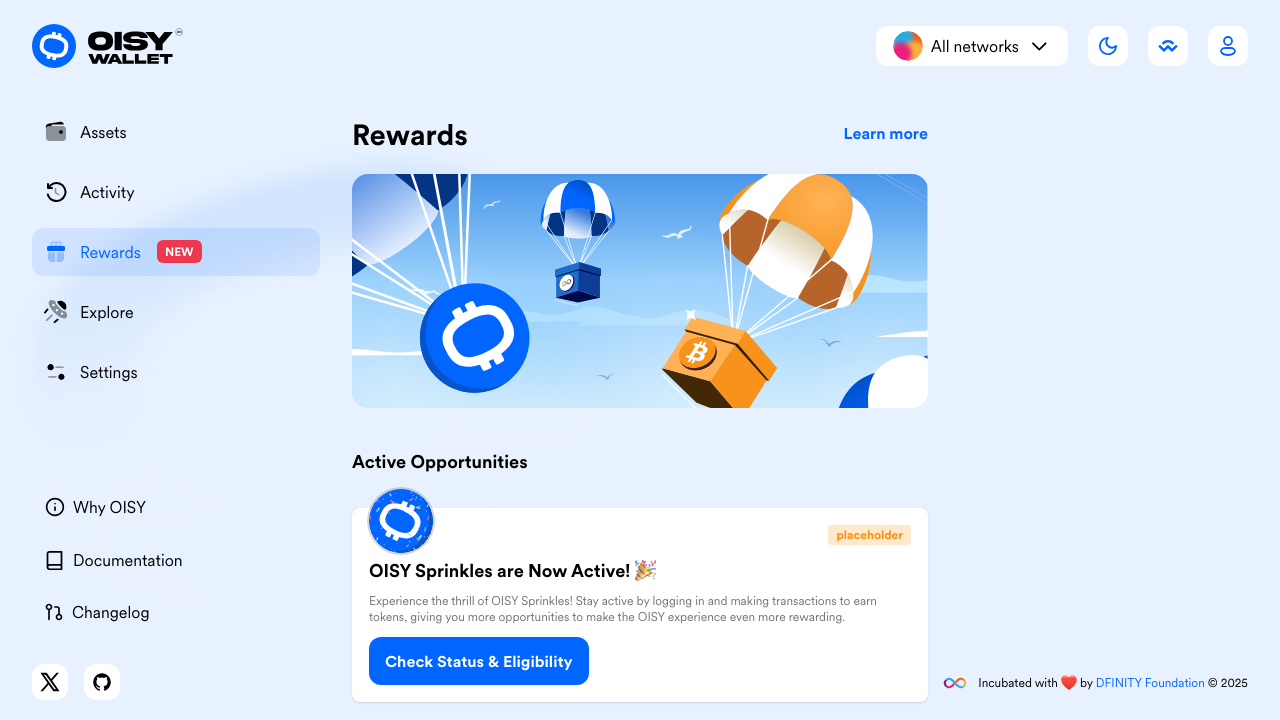 OISY
WALLET
All networks
Assets
Activity
Rewards NEW
Explore
Settings
Why OISY
Documentation
Changelog
Rewards
Learn more
Active Opportunities
placeholder
OISY Sprinkles are Now Active! 🎉
Experience the thrill of OISY Sprinkles! Stay active by logging in and making transactions to earn
tokens, giving you more opportunities to make the OISY experience even more rewarding.
Check Status & Eligibility
Incubated with ❤️ by DFINITY Foundation © 2025